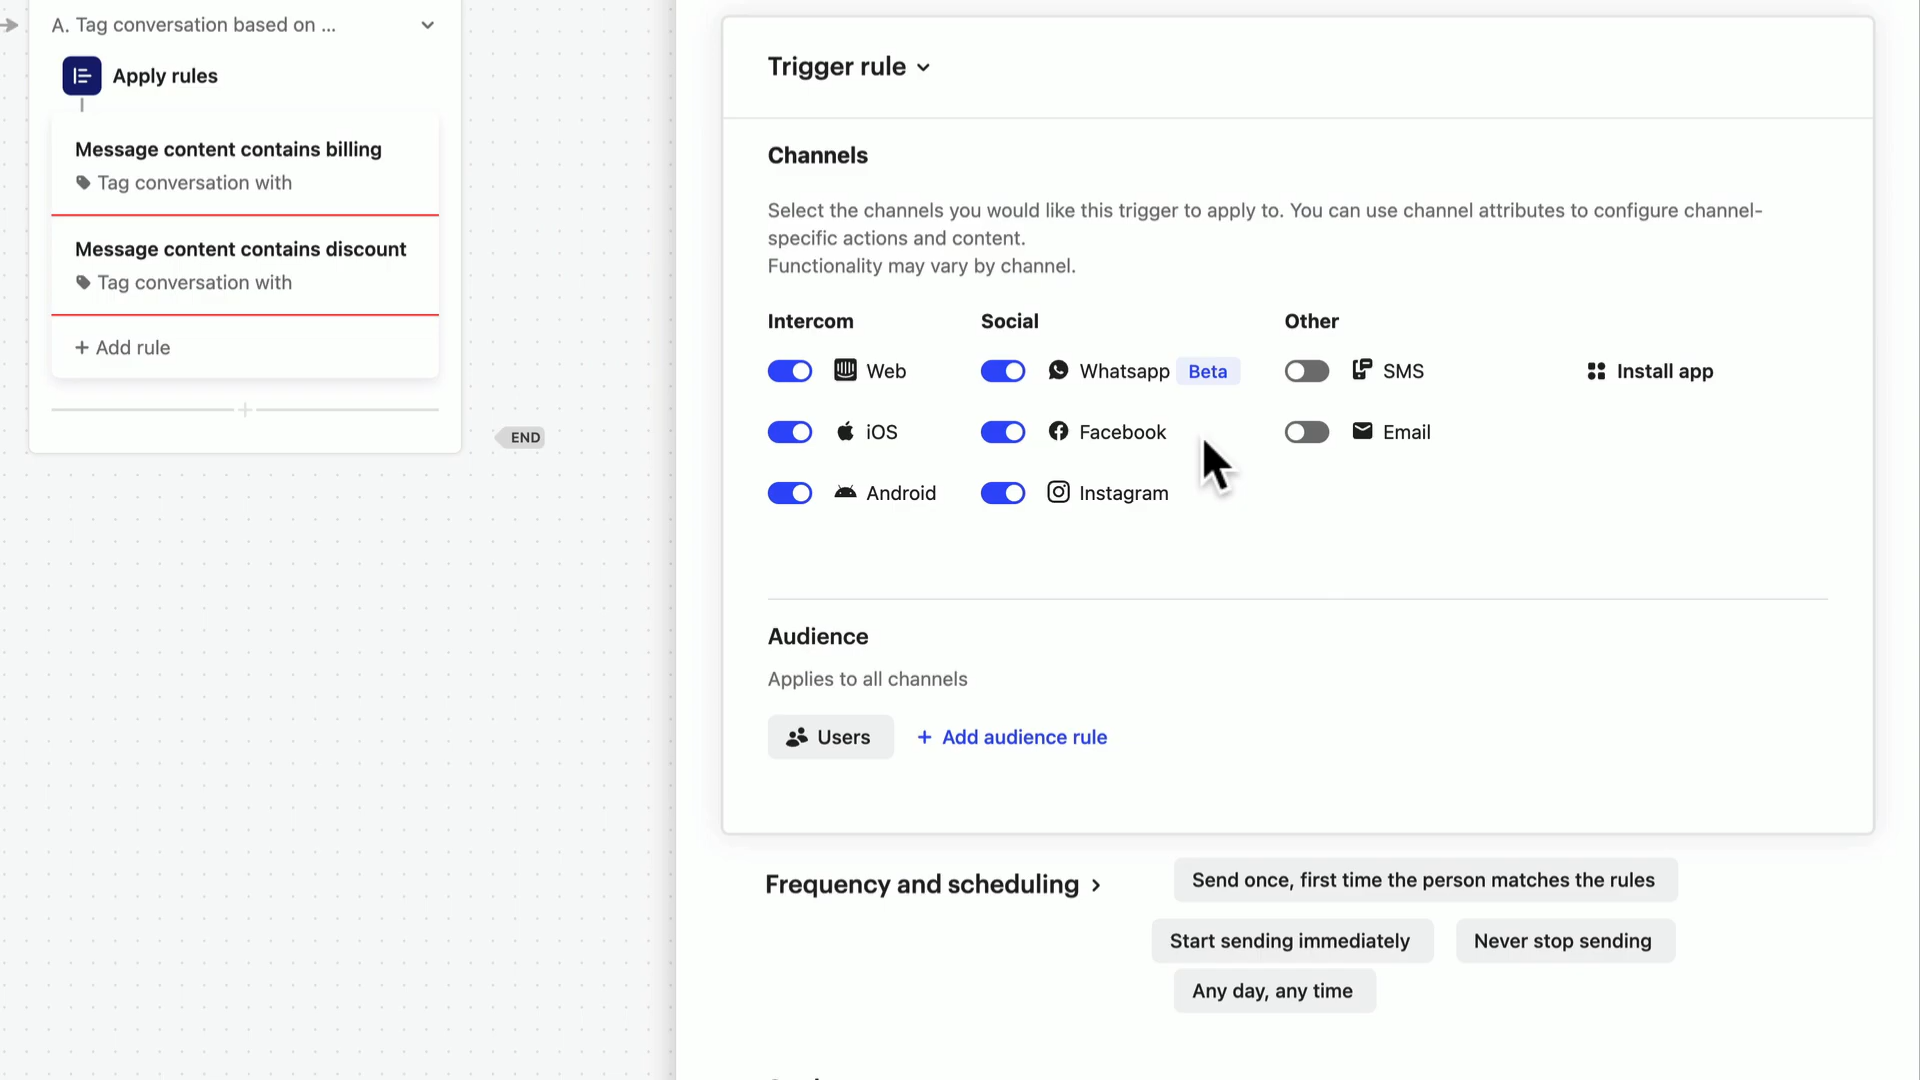 A. Tag conversation based on ...
Apply rules
Message content contains billing
Tag conversation with
Message content contains discount
Tag conversation with
+ Add rule
END
Trigger rule
Channels
Select the channels you would like this trigger to apply to. You can use channel attributes to configure channel-
specific actions and content.
Functionality may vary by channel.
Intercom Social Other
Web Whatsapp Beta SMS Install app
iOS Facebook Email
Android Instagram
Audience
Applies to all channels
Users + Add audience rule
Frequency and scheduling Send once, first time the person matches the rules
Start sending immediately Never stop sending
Any day, any time